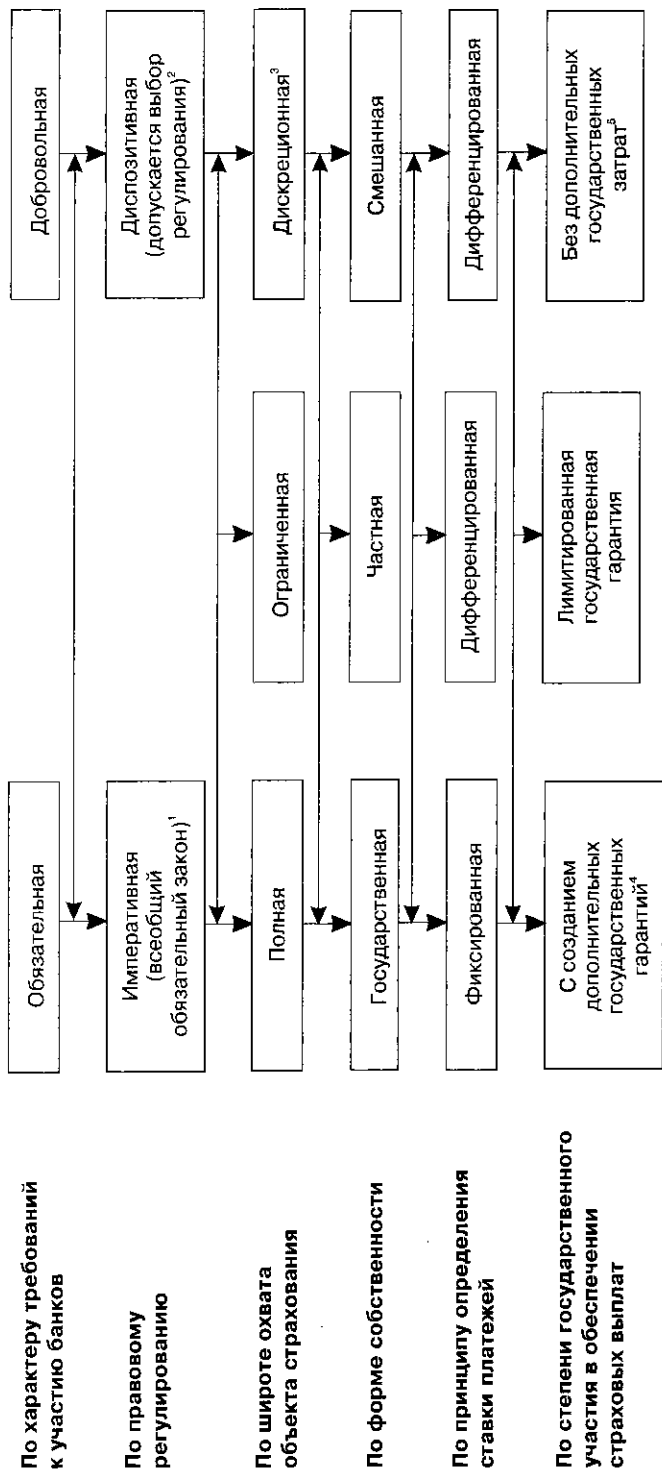 По характеру требований
к участию банков
Обязательная
Добровольная
По правовому
регулированию
Императивная
(всеобщий
обязательный закон)¹
Диспозитивная
(допускается выбор
регулирования)²
По широте охвата
объекта страхования
Полная
Ограниченная
Дискреционная³
По форме собственности
Государственная
Частная
Смешанная
По принципу определения
ставки платежей
Фиксированная
Дифференцированная
Дифференцированная
По степени государственного
участия в обеспечении
страховых выплат
С созданием
дополнительных
государственных
гарантий⁴
Лимитированная
государственная
гарантия
Без дополнительных
государственных
затрат⁵